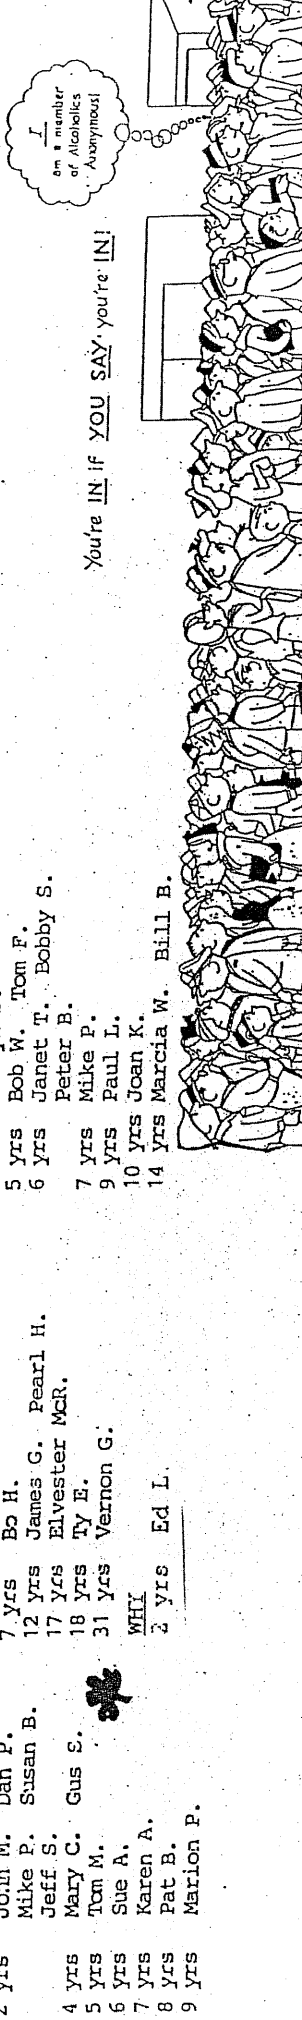 2 yrs John M. Dan P.
Mike P. Susan B.
Jeff S.
4 yrs Mary C. Gus S.
5 yrs Tom M.
6 yrs Sue A.
7 yrs Karen A.
8 yrs Pat B.
9 yrs Marion P.
7 yrs Bo H.
12 yrs James G. Pearl H.
17 yrs Elvester McR.
18 yrs Ty E.
31 yrs Vernon G.
WHY
2 yrs Ed L.
5 yrs Bob W. Tom F.
6 yrs Janet T. Bobby S.
Peter B.
7 yrs Mike P.
9 yrs Paul L.
10 yrs Joan K.
14 yrs Marcia W. Bill B.
You're IN if YOU SAY you're IN!
I
am a member
of Alcoholics
Anonymous!